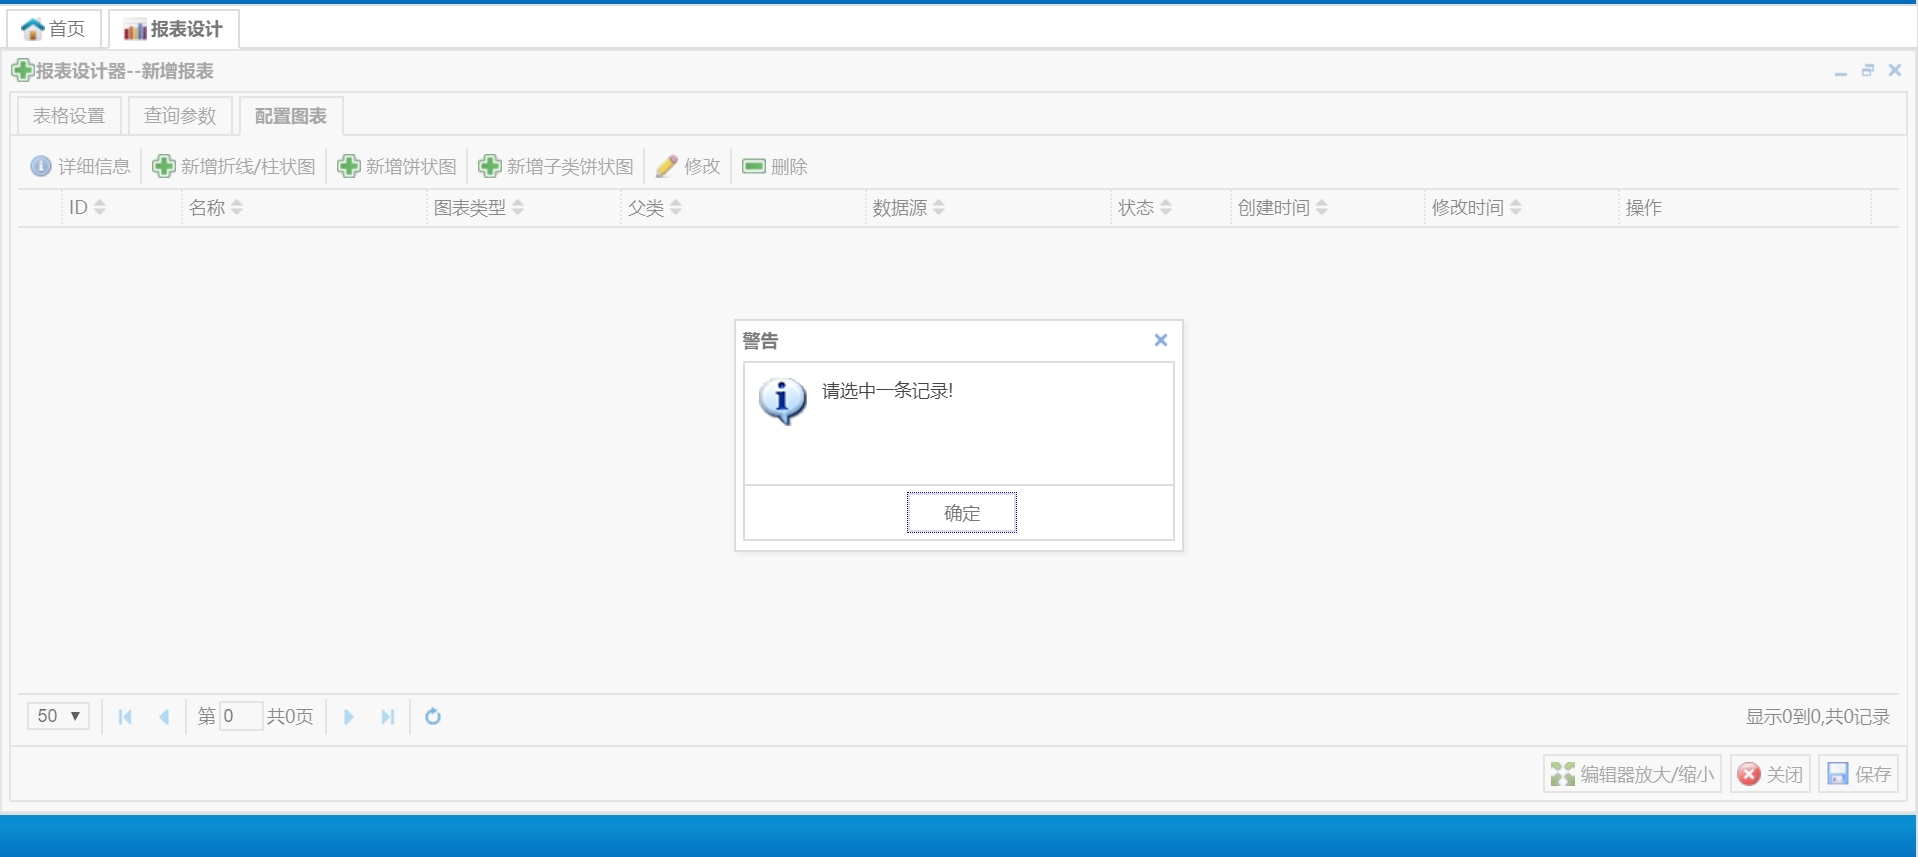 首页 报表设计
报表设计器--新增报表
表格设置 查询参数 配置图表
详细信息 新增折线/柱状图 新增饼状图 新增子类饼状图 修改 删除
ID 名称 图表类型 父类 数据源 状态 创建时间 修改时间 操作
警告
请选中一条记录!
确定
50 第 0 共0页 显示0到0,共0记录
编辑器放大/缩小 关闭 保存